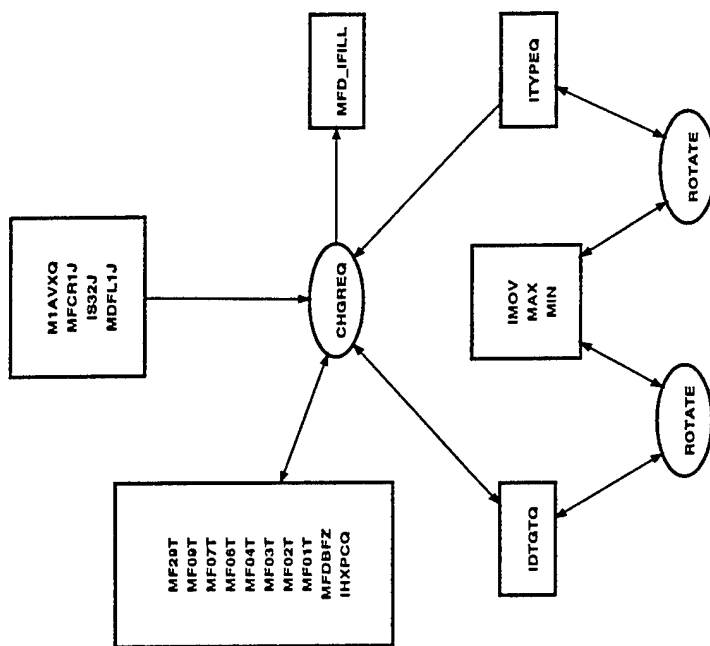 M1AVXQ
MFCR1J
IS32J
MDFL1J
MF29T
MF09T
MF07T
MF06T
MF04T
MF03T
MF02T
MF01T
MFDBFZ
IHXPCQ
CHGREQ
MFD_IFILL
IDTGTQ
IMOV
MAX
MIN
ITYPEQ
ROTATE
ROTATE